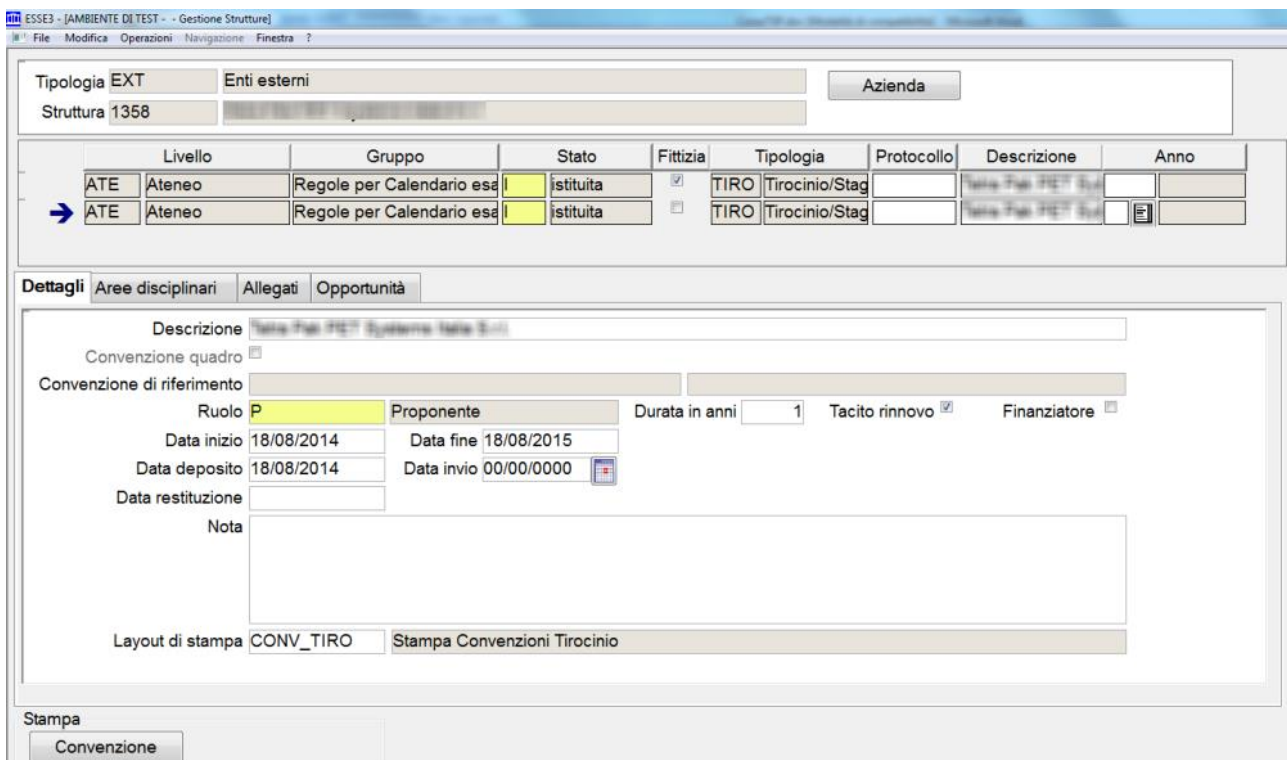 ESSE3 - [AMBIENTE DI TEST - - Gestione Strutture]
File Modifica Operazioni Navigazione Finestra ?
Tipologia EXT Enti esterni Azienda
Struttura 1358
Livello Gruppo Stato Fittizia Tipologia Protocollo Descrizione Anno
ATE Ateneo Regole per Calendario esa I istituita TIRO Tirocinio/Stag
ATE Ateneo Regole per Calendario esa I istituita TIRO Tirocinio/Stag
Dettagli Aree disciplinari Allegati Opportunità
Descrizione
Convenzione quadro
Convenzione di riferimento
Ruolo P Proponente Durata in anni 1 Tacito rinnovo Finanziatore
Data inizio 18/08/2014 Data fine 18/08/2015
Data deposito 18/08/2014 Data invio 00/00/0000
Data restituzione
Nota
Layout di stampa CONV_TIRO Stampa Convenzioni Tirocinio
Stampa
Convenzione